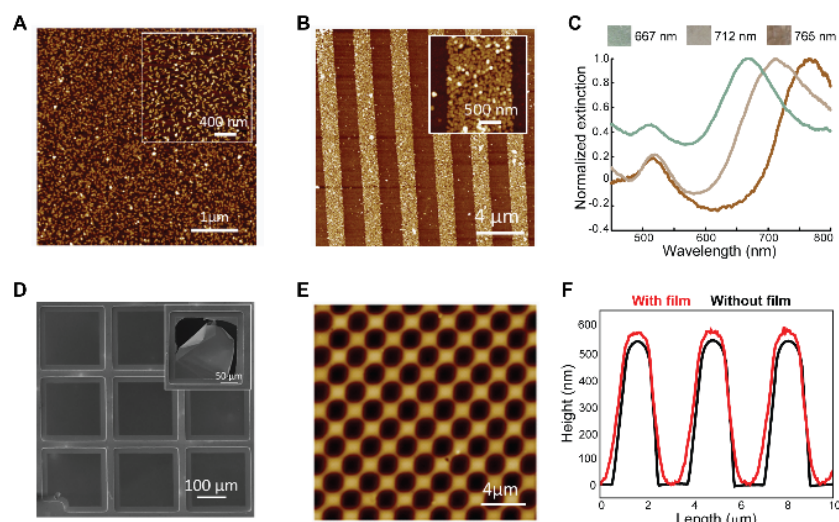 A
400 nm
1µm
B
500 nm
4 µm
C
667 nm 712 nm 765 nm
Normalized extinction
1.0
0.8
0.6
0.4
0.2
0
-0.2
-0.4
500 600 700 800
Wavelength (nm)
D
50 µm
100 µm
E
4µm
F
With film Without film
Height (nm)
600
500
400
300
200
100
0
0 2 4 6 8 10
Length (µm)